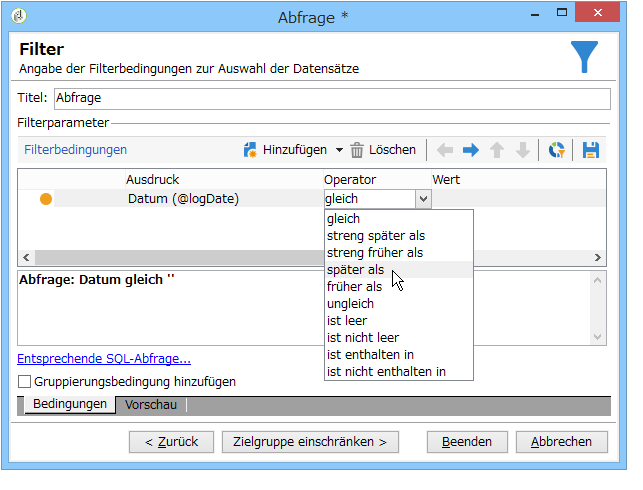 Abfrage *
Filter
Angabe der Filterbedingungen zur Auswahl der Datensätze
Titel: Abfrage
Filterparameter
Filterbedingungen Hinzufügen Löschen
Ausdruck Operator Wert
Datum (@logDate) gleich
gleich
streng später als
streng früher als
später als
früher als
ungleich
ist leer
ist nicht leer
ist enthalten in
ist nicht enthalten in
Abfrage: Datum gleich ''
Entsprechende SQL-Abfrage...
Gruppierungsbedingung hinzufügen
Bedingungen Vorschau
< Zurück Zielgruppe einschränken > Beenden Abbrechen